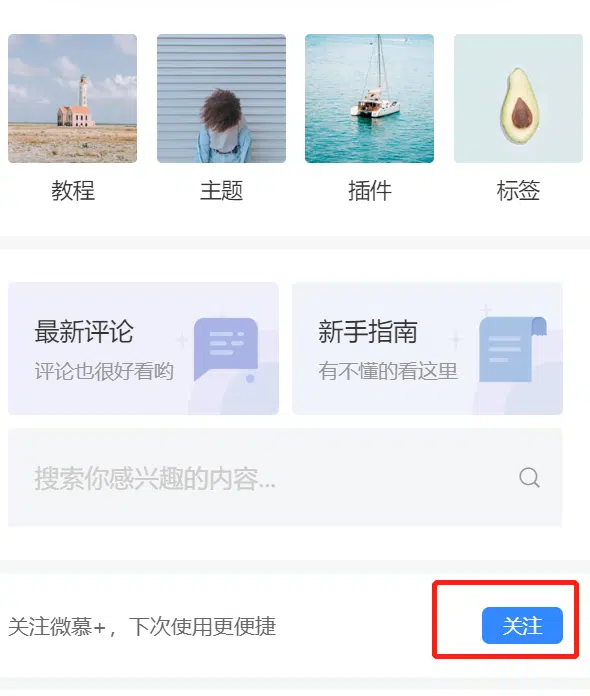 教程
主题
插件
标签
最新评论
评论也很好看哟
新手指南
有不懂的看这里
搜索你感兴趣的内容...
关注微慕+，下次使用更便捷
关注